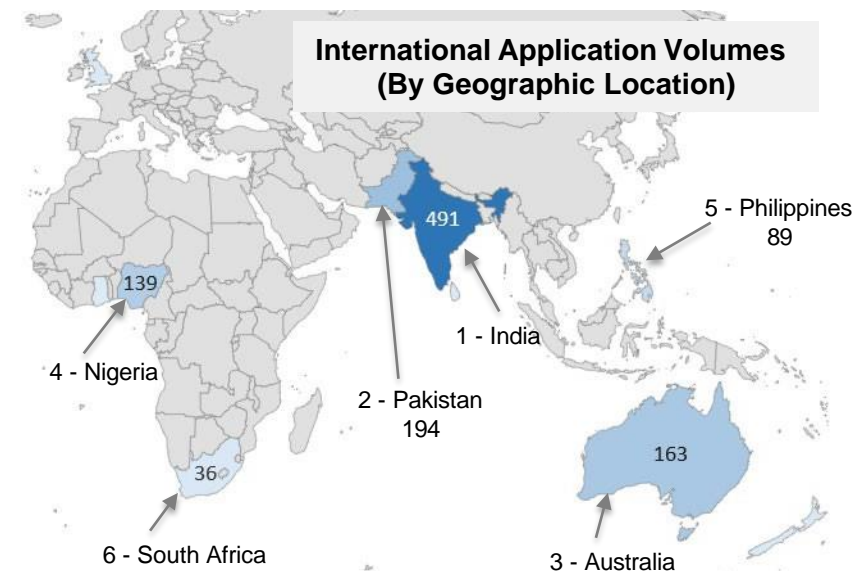 International Application Volumes
(By Geographic Location)
491
5 - Philippines
89
139
1 - India
4 - Nigeria
2 - Pakistan
194
163
36
6 - South Africa
3 - Australia